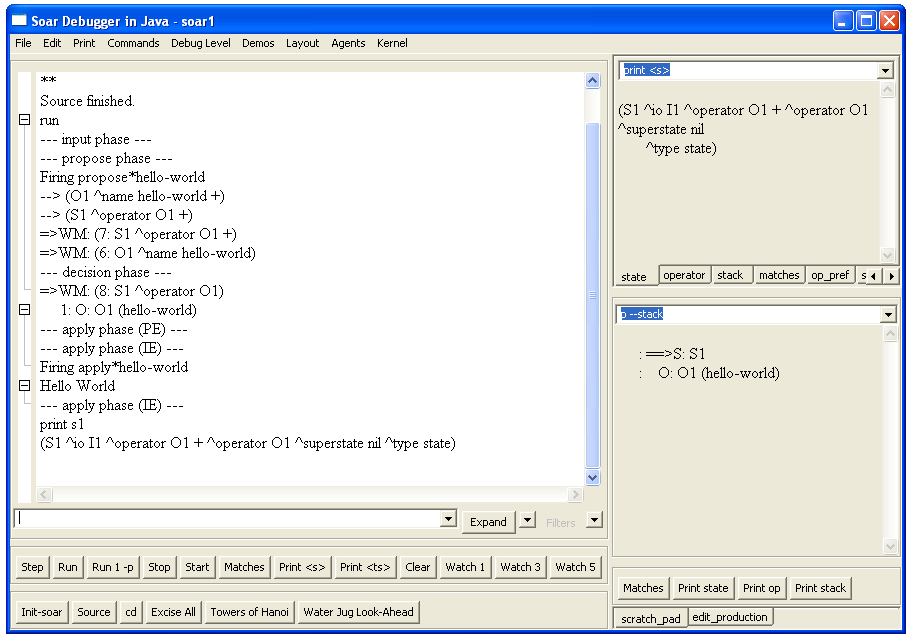 Soar Debugger in Java - soar1
File Edit Print Commands Debug Level Demos Layout Agents Kernel
**
Source finished.
run
--- input phase ---
--- propose phase ---
Firing propose*hello-world
--> (O1 ^name hello-world +)
--> (S1 ^operator O1 +)
=>WM: (7: S1 ^operator O1 +)
=>WM: (6: O1 ^name hello-world)
--- decision phase ---
=>WM: (8: S1 ^operator O1)
1: O: O1 (hello-world)
--- apply phase (PE) ---
--- apply phase (IE) ---
Firing apply*hello-world
Hello World
--- apply phase (IE) ---
print s1
(S1 ^io I1 ^operator O1 + ^operator O1 ^superstate nil ^type state)
Expand Filters
Step Run Run 1 -p Stop Start Matches Print <s> Print <ts> Clear Watch 1 Watch 3 Watch 5
Init-soar Source cd Excise All Towers of Hanoi Water Jug Look-Ahead
print <s>
(S1 ^io I1 ^operator O1 + ^operator O1
^superstate nil
^type state)
state operator stack matches op_pref s
p --stack
: ==>S: S1
: O: O1 (hello-world)
Matches Print state Print op Print stack
scratch_pad edit_production